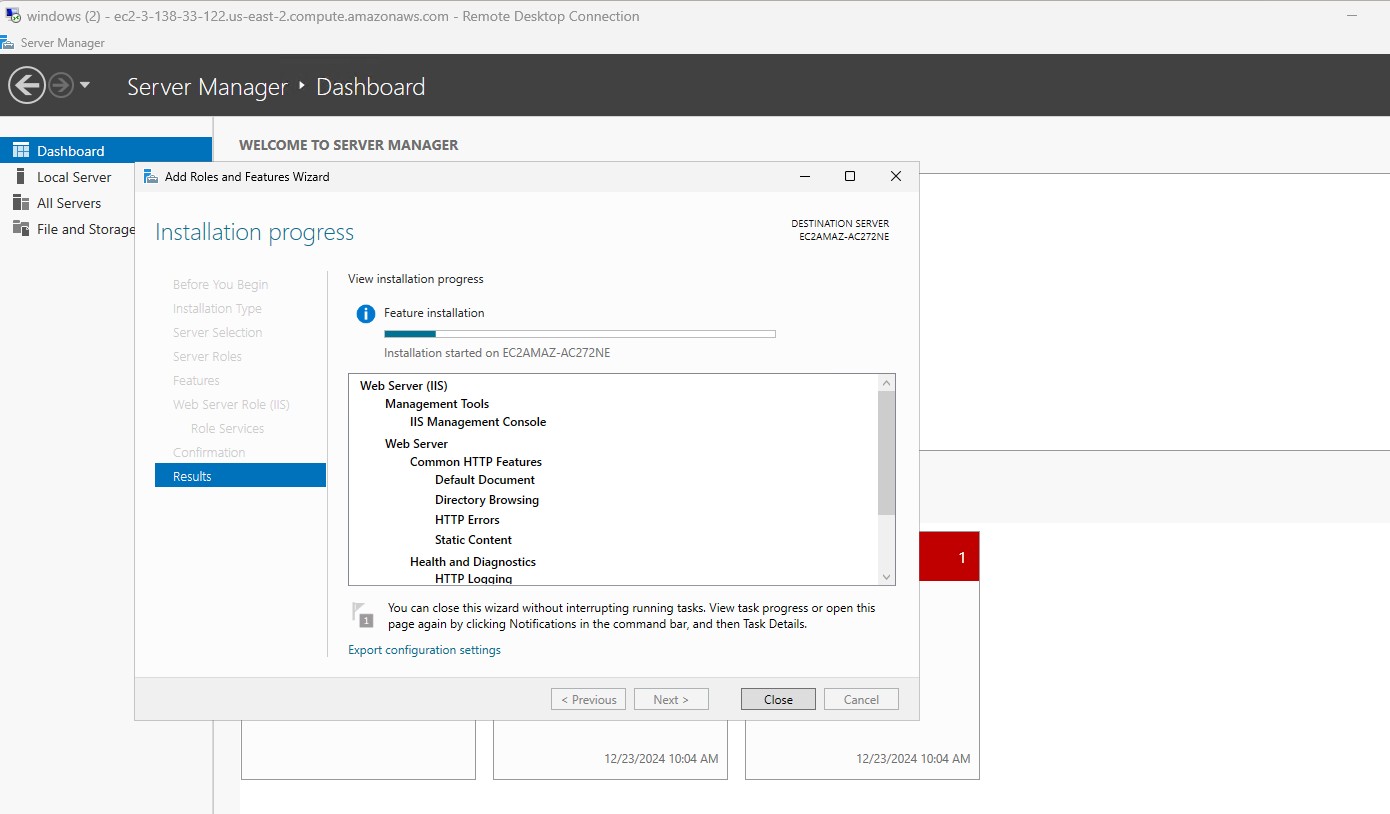 windows (2) - ec2-3-138-33-122.us-east-2.compute.amazonaws.com - Remote Desktop Connection
Server Manager
Server Manager ‣ Dashboard
Dashboard
Local Server
All Servers
File and Storage
WELCOME TO SERVER MANAGER
Add Roles and Features Wizard
Installation progress
DESTINATION SERVER
EC2AMAZ-AC272NE
Before You Begin
Installation Type
Server Selection
Server Roles
Features
Web Server Role (IIS)
Role Services
Confirmation
Results
View installation progress
Feature installation
Installation started on EC2AMAZ-AC272NE
Web Server (IIS)
Management Tools
IIS Management Console
Web Server
Common HTTP Features
Default Document
Directory Browsing
HTTP Errors
Static Content
Health and Diagnostics
HTTP Logging
1
You can close this wizard without interrupting running tasks. View task progress or open this
page again by clicking Notifications in the command bar, and then Task Details.
Export configuration settings
< Previous
Next >
Close
Cancel
1
12/23/2024 10:04 AM
12/23/2024 10:04 AM